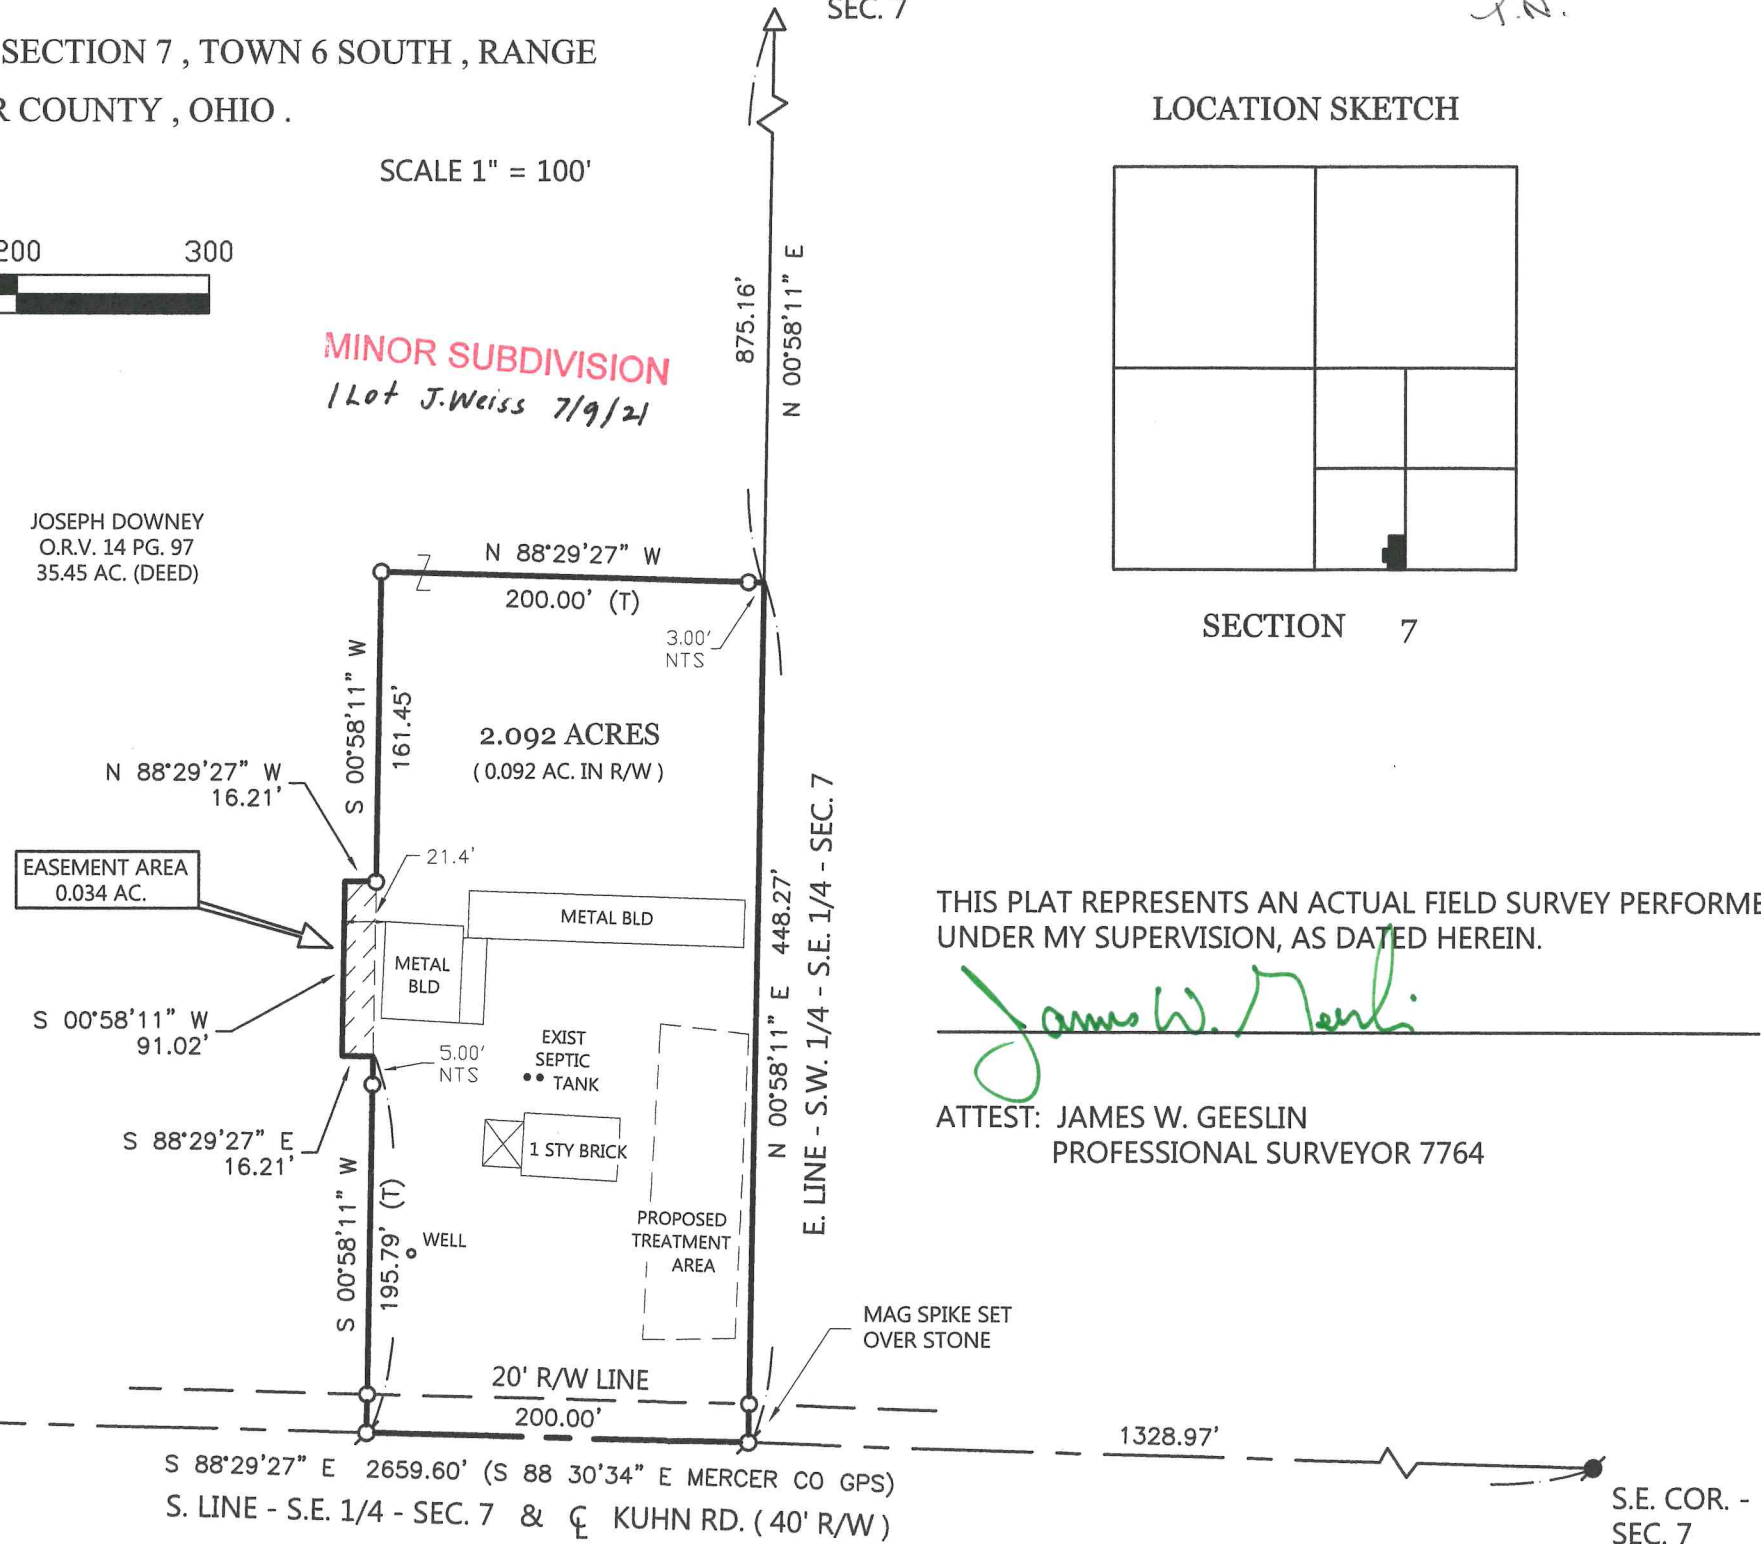 SEC. 7
T.N.
SECTION 7 , TOWN 6 SOUTH , RANGE
R COUNTY , OHIO .
LOCATION SKETCH
SCALE 1" = 100'
200 300
875.16'
N 00°58'11" E
MINOR SUBDIVISION
1 Lot J.Weiss 7/9/21
JOSEPH DOWNEY
O.R.V. 14 PG. 97
35.45 AC. (DEED)
N 88°29'27" W
200.00' (T)
3.00'
NTS
SECTION 7
S 00°58'11" W
161.45'
2.092 ACRES
( 0.092 AC. IN R/W )
N 88°29'27" W
16.21'
EASEMENT AREA
0.034 AC.
21.4'
METAL BLD
METAL
BLD
N 00°58'11" E 448.27'
E. LINE - S.W. 1/4 - S.E. 1/4 - SEC. 7
THIS PLAT REPRESENTS AN ACTUAL FIELD SURVEY PERFORME
UNDER MY SUPERVISION, AS DATED HEREIN.
James W. Geeslin
ATTEST: JAMES W. GEESLIN
PROFESSIONAL SURVEYOR 7764
S 00°58'11" W
91.02'
5.00'
NTS
EXIST
SEPTIC
TANK
S 88°29'27" E
16.21'
1 STY BRICK
S 00°58'11" W
195.79' (T)
WELL
PROPOSED
TREATMENT
AREA
MAG SPIKE SET
OVER STONE
20' R/W LINE
200.00'
1328.97'
S 88°29'27" E 2659.60' (S 88 30'34" E MERCER CO GPS)
S. LINE - S.E. 1/4 - SEC. 7 & ℄ KUHN RD. ( 40' R/W )
S.E. COR. -
SEC. 7